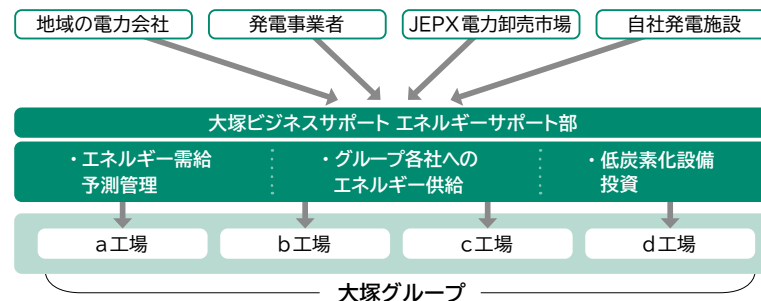 地域の電力会社
発電事業者
JEPX電力卸売市場
自社発電施設
大塚ビジネスサポート エネルギーサポート部
・エネルギー需給
予測管理
・グループ各社への
エネルギー供給
・低炭素化設備
投資
a工場
b工場
c工場
d工場
大塚グループ